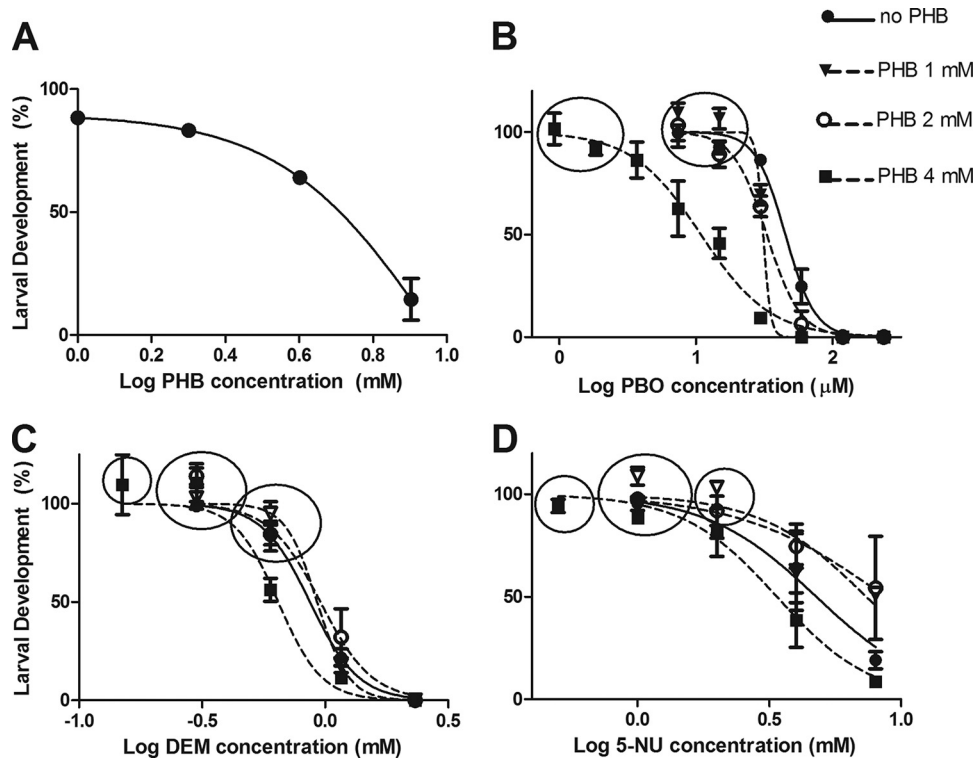 A
Larval Development (%)
100
50
0
0.0 0.2 0.4 0.6 0.8 1.0
Log PHB concentration (mM)
B
100
50
0
0 1 2
Log PBO concentration (μM)
no PHB
PHB 1 mM
PHB 2 mM
PHB 4 mM
C
Larval Development (%)
100
50
0
-1.0 -0.5 0.0 0.5
Log DEM concentration (mM)
D
100
50
0
0.0 0.5 1.0
Log 5-NU concentration (mM)